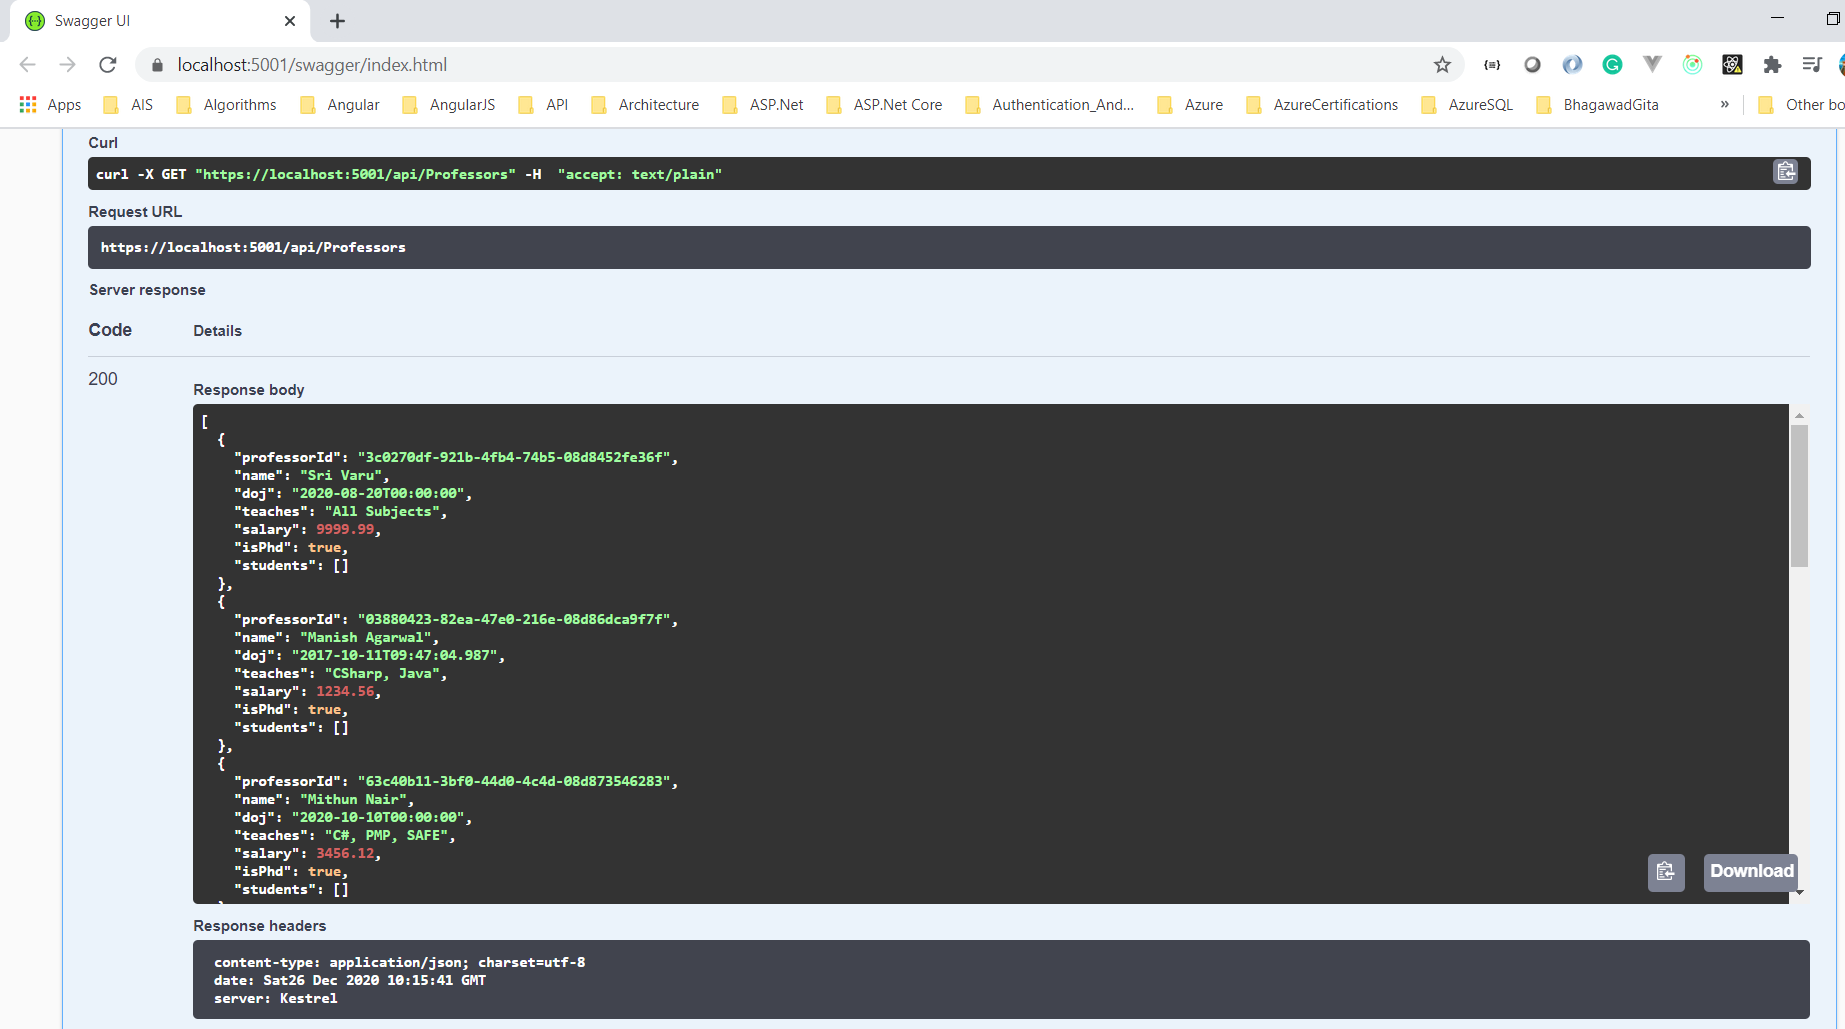 Swagger UI
localhost:5001/swagger/index.html
Apps AIS Algorithms Angular AngularJS API Architecture ASP.Net ASP.Net Core Authentication_And... Azure AzureCertifications AzureSQL BhagawadGita » Other bo
Curl
curl -X GET "https://localhost:5001/api/Professors" -H  "accept: text/plain"
Request URL
https://localhost:5001/api/Professors
Server response
Code Details
200
Response body
[
  {
    "professorId": "3c0270df-921b-4fb4-74b5-08d8452fe36f",
    "name": "Sri Varu",
    "doj": "2020-08-20T00:00:00",
    "teaches": "All Subjects",
    "salary": 9999.99,
    "isPhd": true,
    "students": []
  },
  {
    "professorId": "03880423-82ea-47e0-216e-08d86dca9f7f",
    "name": "Manish Agarwal",
    "doj": "2017-10-11T09:47:04.987",
    "teaches": "CSharp, Java",
    "salary": 1234.56,
    "isPhd": true,
    "students": []
  },
  {
    "professorId": "63c40b11-3bf0-44d0-4c4d-08d873546283",
    "name": "Mithun Nair",
    "doj": "2020-10-10T00:00:00",
    "teaches": "C#, PMP, SAFE",
    "salary": 3456.12,
    "isPhd": true,
    "students": []
Download
Response headers
content-type: application/json; charset=utf-8
date: Sat26 Dec 2020 10:15:41 GMT
server: Kestrel